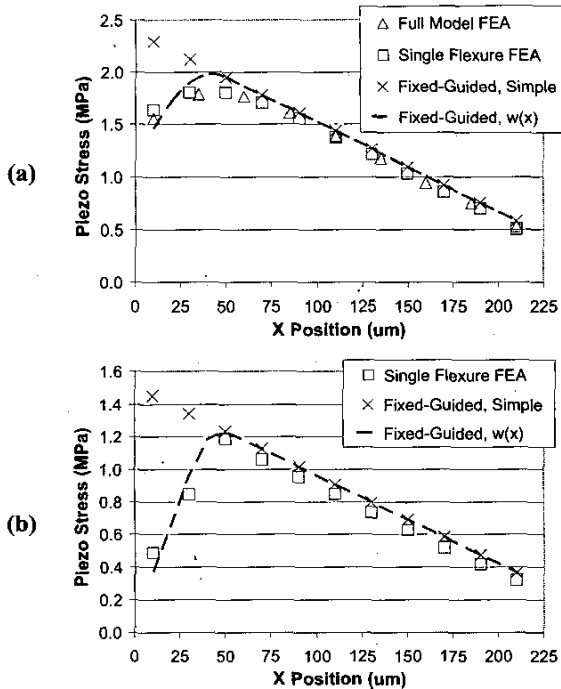 (a)
Piezo Stress (MPa)
2.5
2.0
1.5
1.0
0.5
0.0
Full Model FEA
Single Flexure FEA
Fixed-Guided, Simple
Fixed-Guided, w(x)
0 25 50 75 100 125 150 175 200 225
X Position (um)
(b)
Piezo Stress (MPa)
1.6
1.4
1.2
1.0
0.8
0.6
0.4
0.2
0.0
Single Flexure FEA
Fixed-Guided, Simple
Fixed-Guided, w(x)
0 25 50 75 100 125 150 175 200 225
X Position (um)